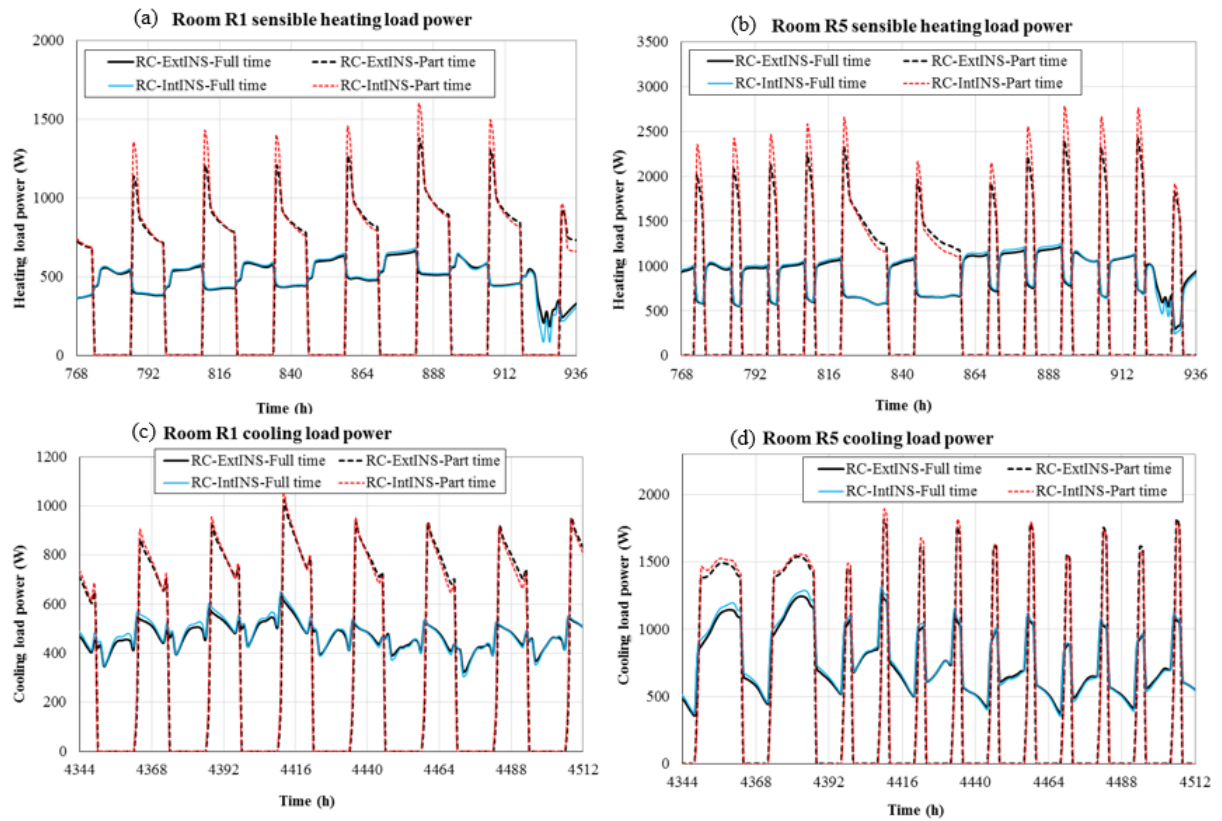 (a) Room R1 sensible heating load power
RC-ExtINS-Full time RC-ExtINS-Part time
RC-IntINS-Full time RC-IntINS-Part time
Heating load power (W)
2000
1500
1000
500
0
768 792 816 840 864 888 912 936
Time (h)
(b) Room R5 sensible heating load power
RC-ExtINS-Full time RC-ExtINS-Part time
RC-IntINS-Full time RC-IntINS-Part time
Heating load power (W)
3500
3000
2500
2000
1500
1000
500
0
768 792 816 840 864 888 912 936
Time (h)
(c) Room R1 cooling load power
RC-ExtINS-Full time RC-ExtINS-Part time
RC-IntINS-Full time RC-IntINS-Part time
Cooling load power (W)
1200
1000
800
600
400
200
0
4344 4368 4392 4416 4440 4464 4488 4512
Time (h)
(d) Room R5 cooling load power
RC-ExtINS-Full time RC-ExtINS-Part time
RC-IntINS-Full time RC-IntINS-Part time
Cooling load power (W)
2000
1500
1000
500
0
4344 4368 4392 4416 4440 4464 4488 4512
Time (h)